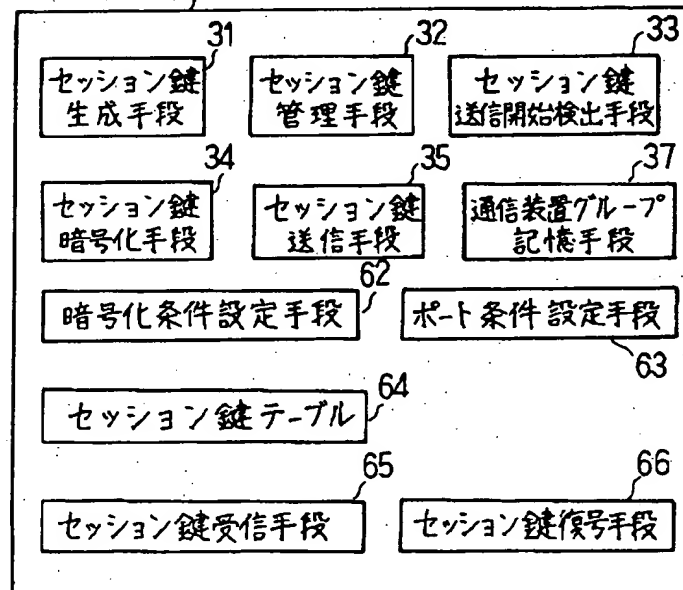 31
32
33
セッション鍵
生成手段
セッション鍵
管理手段
セッション鍵
送信開始検出手段
34
35
37
セッション鍵
暗号化手段
セッション鍵
送信手段
通信装置グループ
記憶手段
62
暗号化条件設定手段
ポート条件設定手段
63
64
セッション鍵テーブル
65
66
セッション鍵受信手段
セッション鍵復号手段